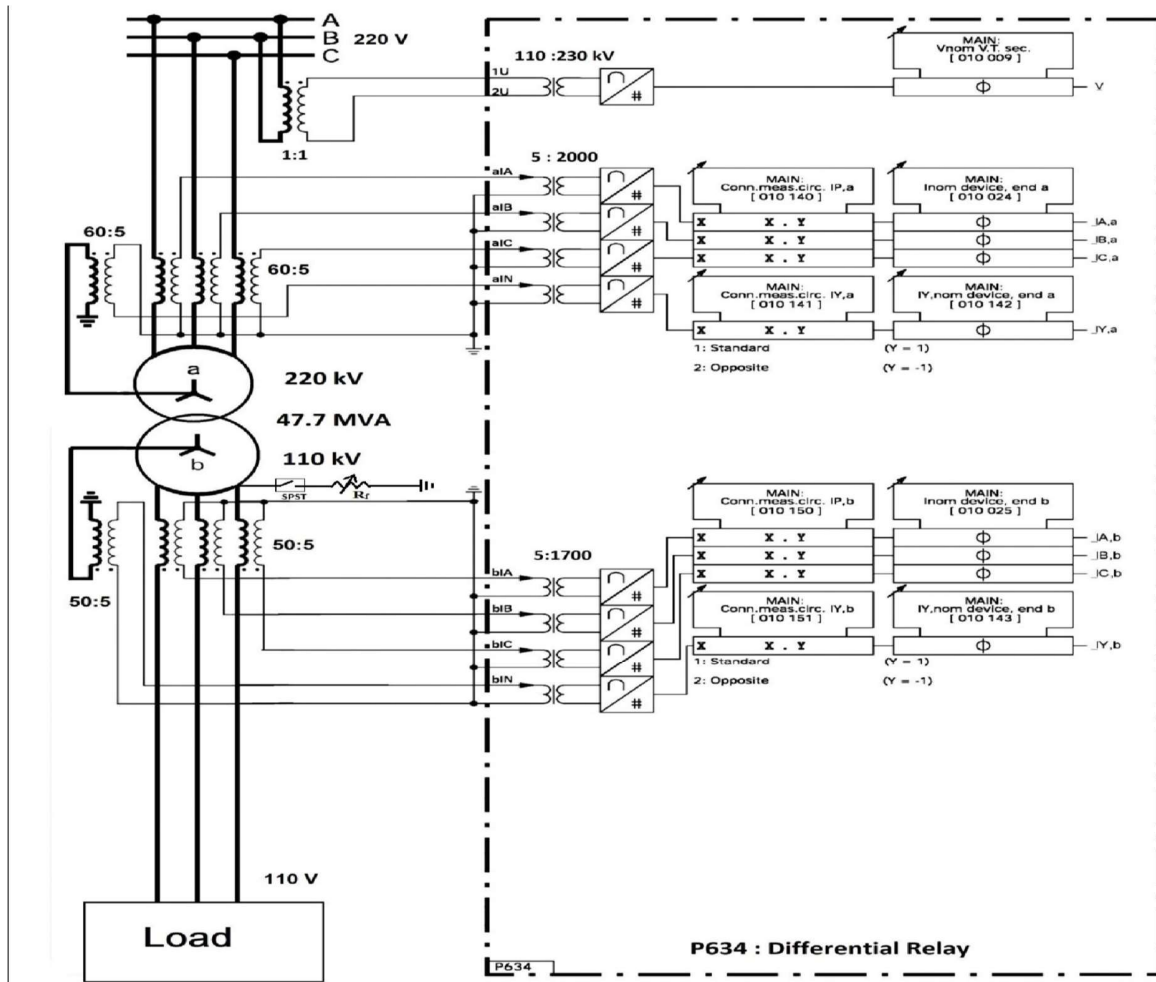 A
B
C
220 V
110 :230 kV
MAIN:
Vnom V.T. sec.
[ 010 009 ]
1U
2U
#
Φ
V
1:1
5 : 2000
aIA
aIB
aIC
aIN
#
#
#
#
MAIN:
Conn.meas.circ. IP,a
[ 010 140 ]
MAIN:
Inom device, end a
[ 010 024 ]
X X . Y
X X . Y
X X . Y
Φ
Φ
Φ
_IA,a
_IB,a
_IC,a
MAIN:
Conn.meas.circ. IY,a
[ 010 141 ]
MAIN:
IY,nom device, end a
[ 010 142 ]
X X . Y
Φ
_IY,a
1: Standard (Y = 1)
2: Opposite (Y = -1)
60:5
60:5
a
220 kV
47.7 MVA
b
110 kV
SPST
Rf
50:5
50:5
5:1700
bIA
bIB
bIC
bIN
#
#
#
#
MAIN:
Conn.meas.circ. IP,b
[ 010 150 ]
MAIN:
Inom device, end b
[ 010 025 ]
X X . Y
X X . Y
X X . Y
Φ
Φ
Φ
_IA,b
_IB,b
_IC,b
MAIN:
Conn.meas.circ. IY,b
[ 010 151 ]
MAIN:
IY,nom device, end b
[ 010 143 ]
X X . Y
Φ
_IY,b
1: Standard (Y = 1)
2: Opposite (Y = -1)
110 V
Load
P634 : Differential Relay
P634